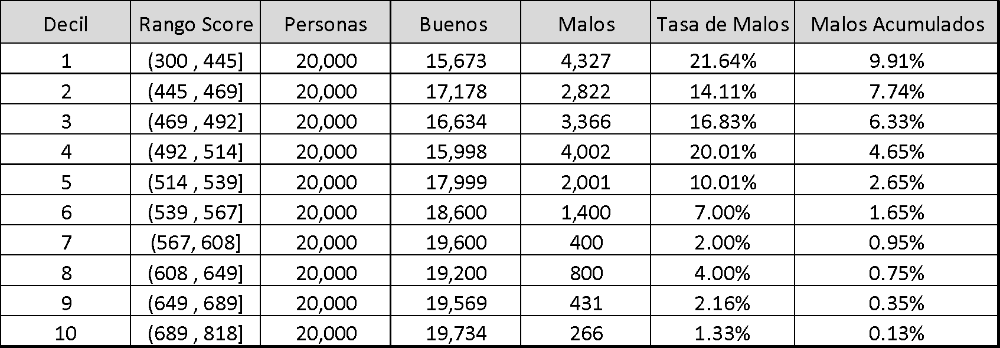 Decil Rango Score Personas Buenos Malos Tasa de Malos Malos Acumulados
1 (300 , 445] 20,000 15,673 4,327 21.64% 9.91%
2 (445 , 469] 20,000 17,178 2,822 14.11% 7.74%
3 (469 , 492] 20,000 16,634 3,366 16.83% 6.33%
4 (492 , 514] 20,000 15,998 4,002 20.01% 4.65%
5 (514 , 539] 20,000 17,999 2,001 10.01% 2.65%
6 (539 , 567] 20,000 18,600 1,400 7.00% 1.65%
7 (567, 608] 20,000 19,600 400 2.00% 0.95%
8 (608 , 649] 20,000 19,200 800 4.00% 0.75%
9 (649 , 689] 20,000 19,569 431 2.16% 0.35%
10 (689 , 818] 20,000 19,734 266 1.33% 0.13%